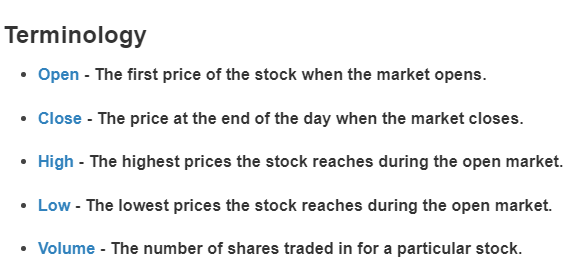 Terminology
• Open - The first price of the stock when the market opens.
• Close - The price at the end of the day when the market closes.
• High - The highest prices the stock reaches during the open market.
• Low - The lowest prices the stock reaches during the open market.
• Volume - The number of shares traded in for a particular stock.